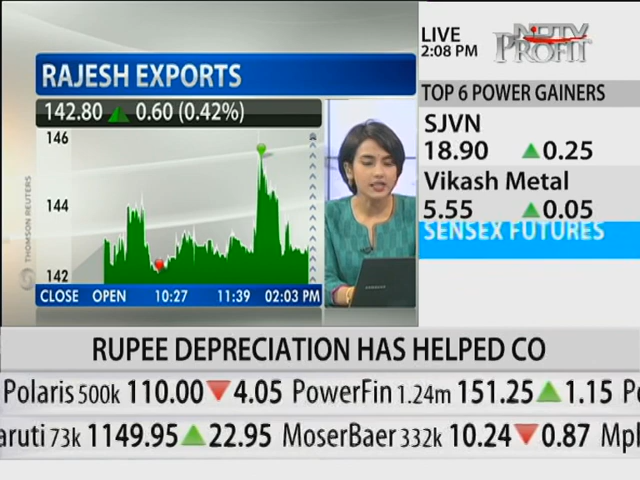 RAJESH EXPORTS
142.80 0.60 (0.42%)
146
144
142
THOMSON REUTERS
CLOSE OPEN 10:27 11:39 02:03 PM
SAMSUNG
LIVE
2:08 PM
NDTV
PROFIT
TOP 6 POWER GAINERS
SJVN
18.90 0.25
Vikash Metal
5.55 0.05
SENSEX FUTURES
RUPEE DEPRECIATION HAS HELPED CO
Polaris 500k 110.00 4.05 PowerFin 1.24m 151.25 1.15 Po
aruti 73k 1149.95 22.95 MoserBaer 332k 10.24 0.87 Mph